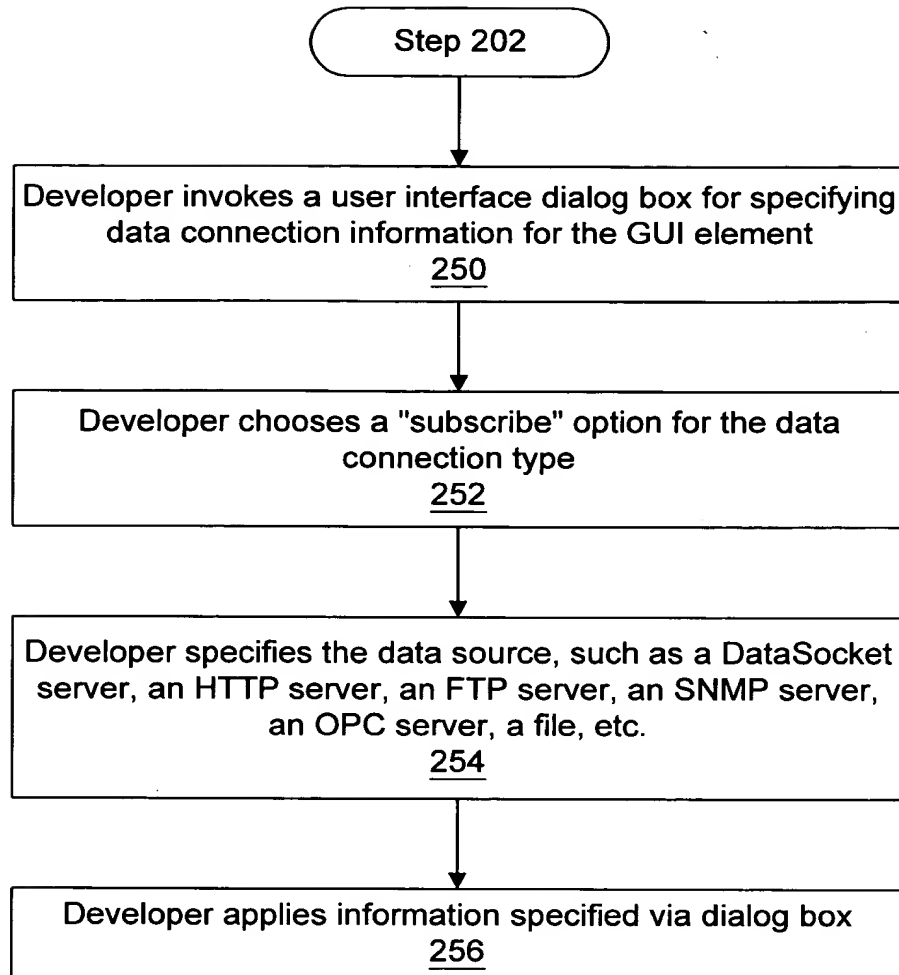 Step 202
Developer invokes a user interface dialog box for specifying
data connection information for the GUI element
250
Developer chooses a "subscribe" option for the data
connection type
252
Developer specifies the data source, such as a DataSocket
server, an HTTP server, an FTP server, an SNMP server,
an OPC server, a file, etc.
254
Developer applies information specified via dialog box
256